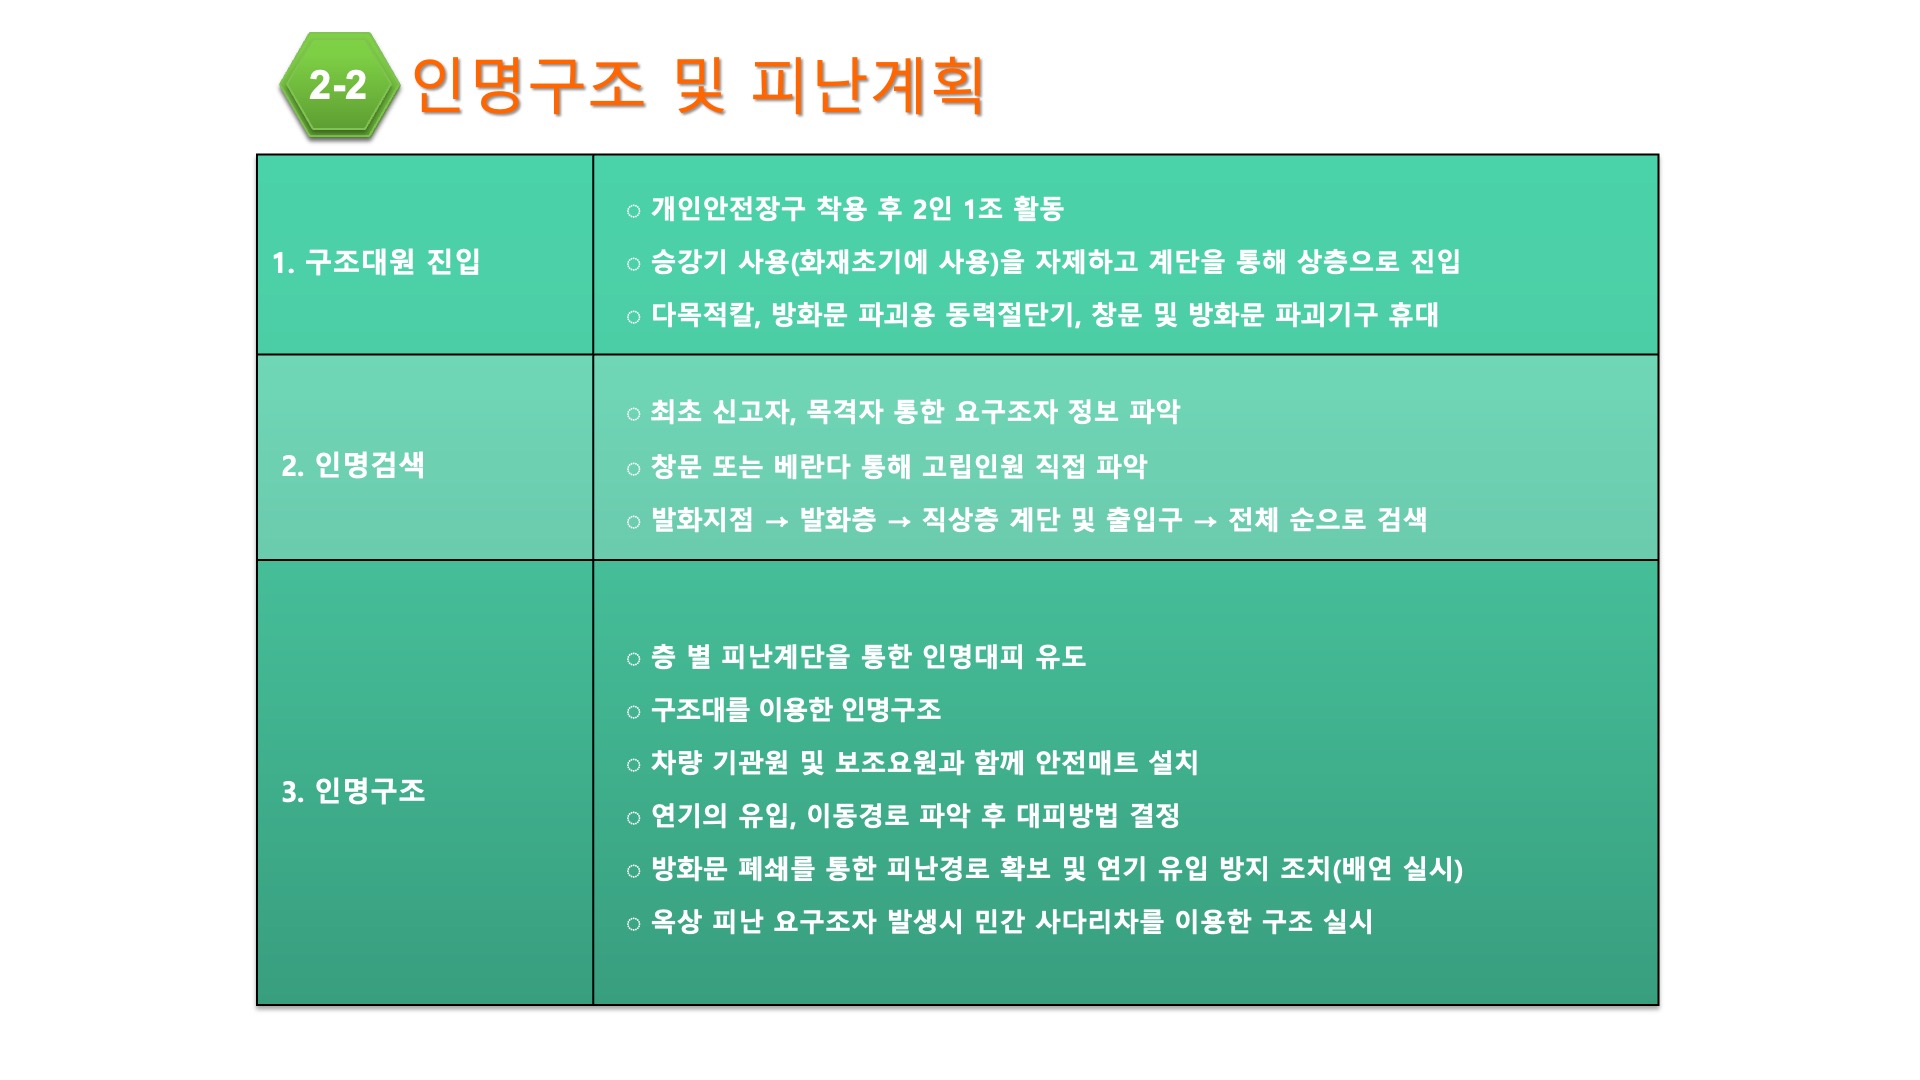 2-2 인명구조 및 피난계획
1. 구조대원 진입
○ 개인안전장구 착용 후 2인 1조 활동
○ 승강기 사용(화재초기에 사용)을 자제하고 계단을 통해 상층으로 진입
○ 다목적칼, 방화문 파괴용 동력절단기, 창문 및 방화문 파괴기구 휴대
2. 인명검색
○ 최초 신고자, 목격자 통한 요구조자 정보 파악
○ 창문 또는 베란다 통해 고립인원 직접 파악
○ 발화지점 → 발화층 → 직상층 계단 및 출입구 → 전체 순으로 검색
3. 인명구조
○ 층 별 피난계단을 통한 인명대피 유도
○ 구조대를 이용한 인명구조
○ 차량 기관원 및 보조요원과 함께 안전매트 설치
○ 연기의 유입, 이동경로 파악 후 대피방법 결정
○ 방화문 폐쇄를 통한 피난경로 확보 및 연기 유입 방지 조치(배연 실시)
○ 옥상 피난 요구조자 발생시 민간 사다리차를 이용한 구조 실시